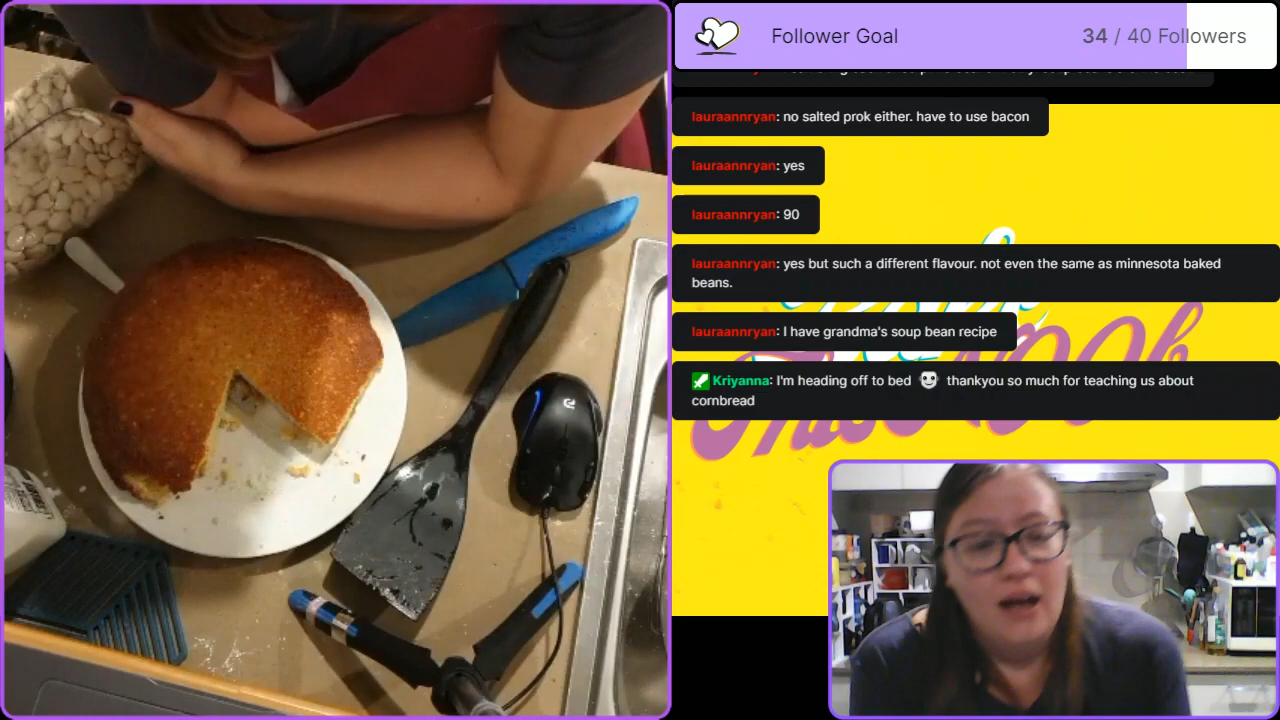 Follower Goal
34 / 40 Followers
lauraannryan: no salted prok either. have to use bacon
lauraannryan: yes
lauraannryan: 90
lauraannryan: yes but such a different flavour. not even the same as minnesota baked
beans.
lauraannryan: I have grandma's soup bean recipe
Kriyanna: I'm heading off to bed thankyou so much for teaching us about
cornbread